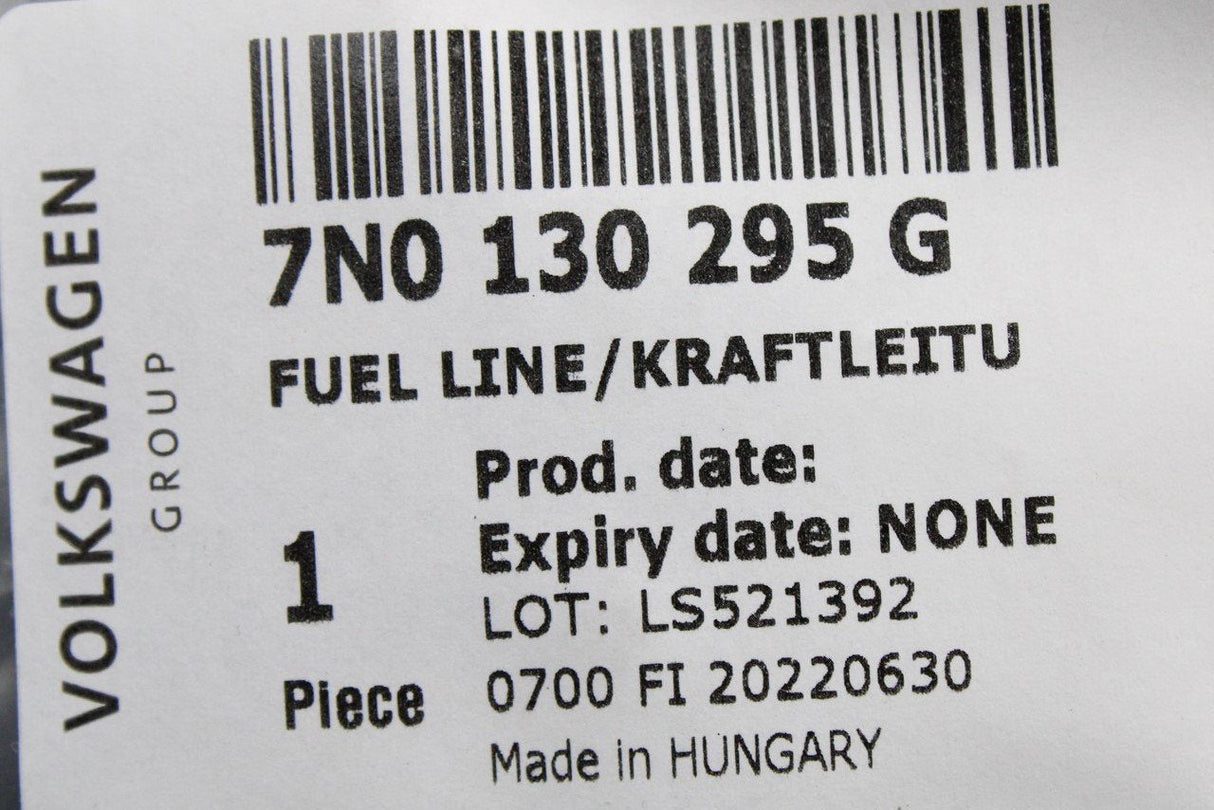 VOLKSWAGEN
GROUP
7N0 130 295 G
FUEL LINE/KRAFTLEITU
Prod. date:
Expiry date: NONE
LOT: LS521392
0700 FI 20220630
Made in HUNGARY
1
Piece